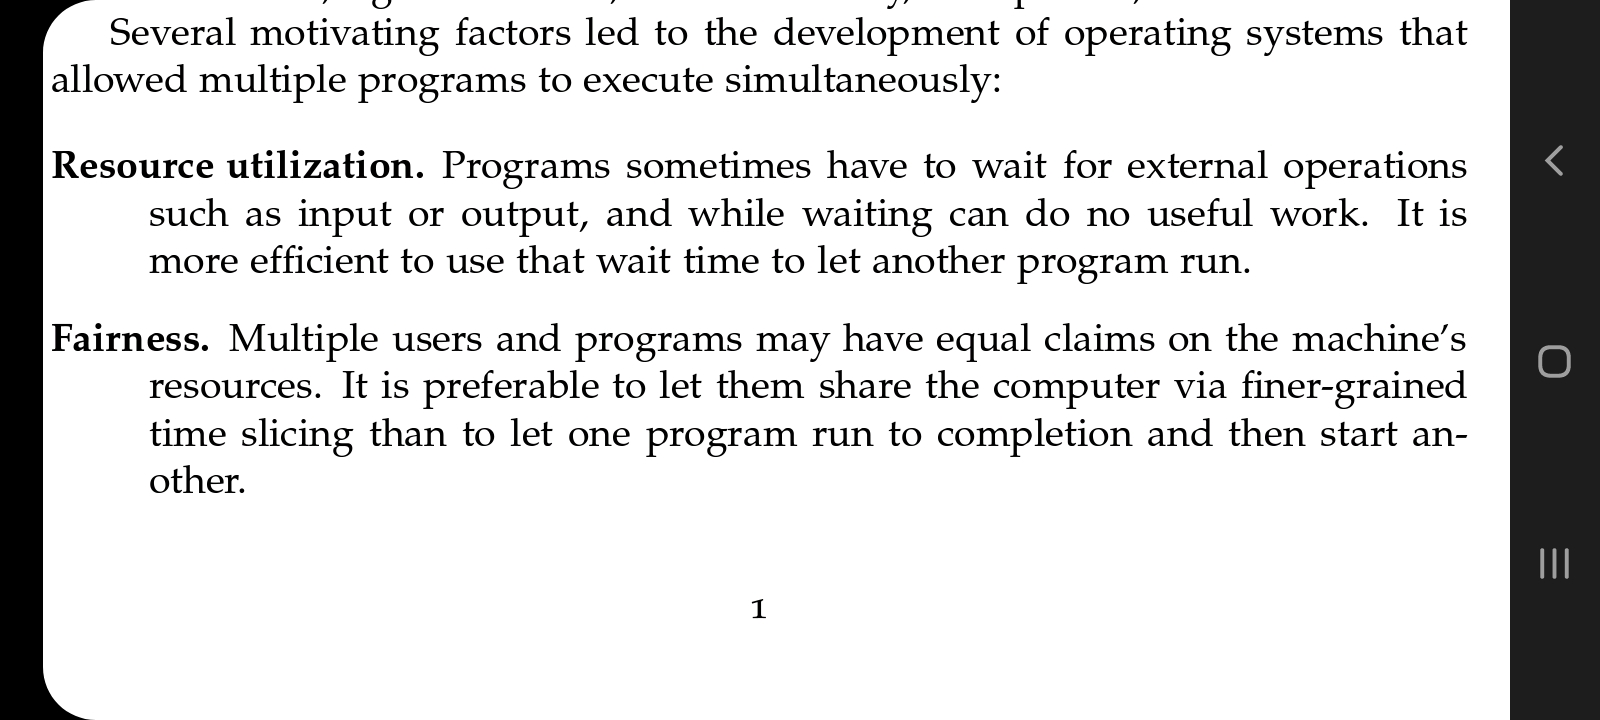 Several motivating factors led to the development of operating systems that
allowed multiple programs to execute simultaneously:
Resource utilization. Programs sometimes have to wait for external operations
such as input or output, and while waiting can do no useful work. It is
more efficient to use that wait time to let another program run.
Fairness. Multiple users and programs may have equal claims on the machine’s
resources. It is preferable to let them share the computer via finer-grained
time slicing than to let one program run to completion and then start an-
other.
1